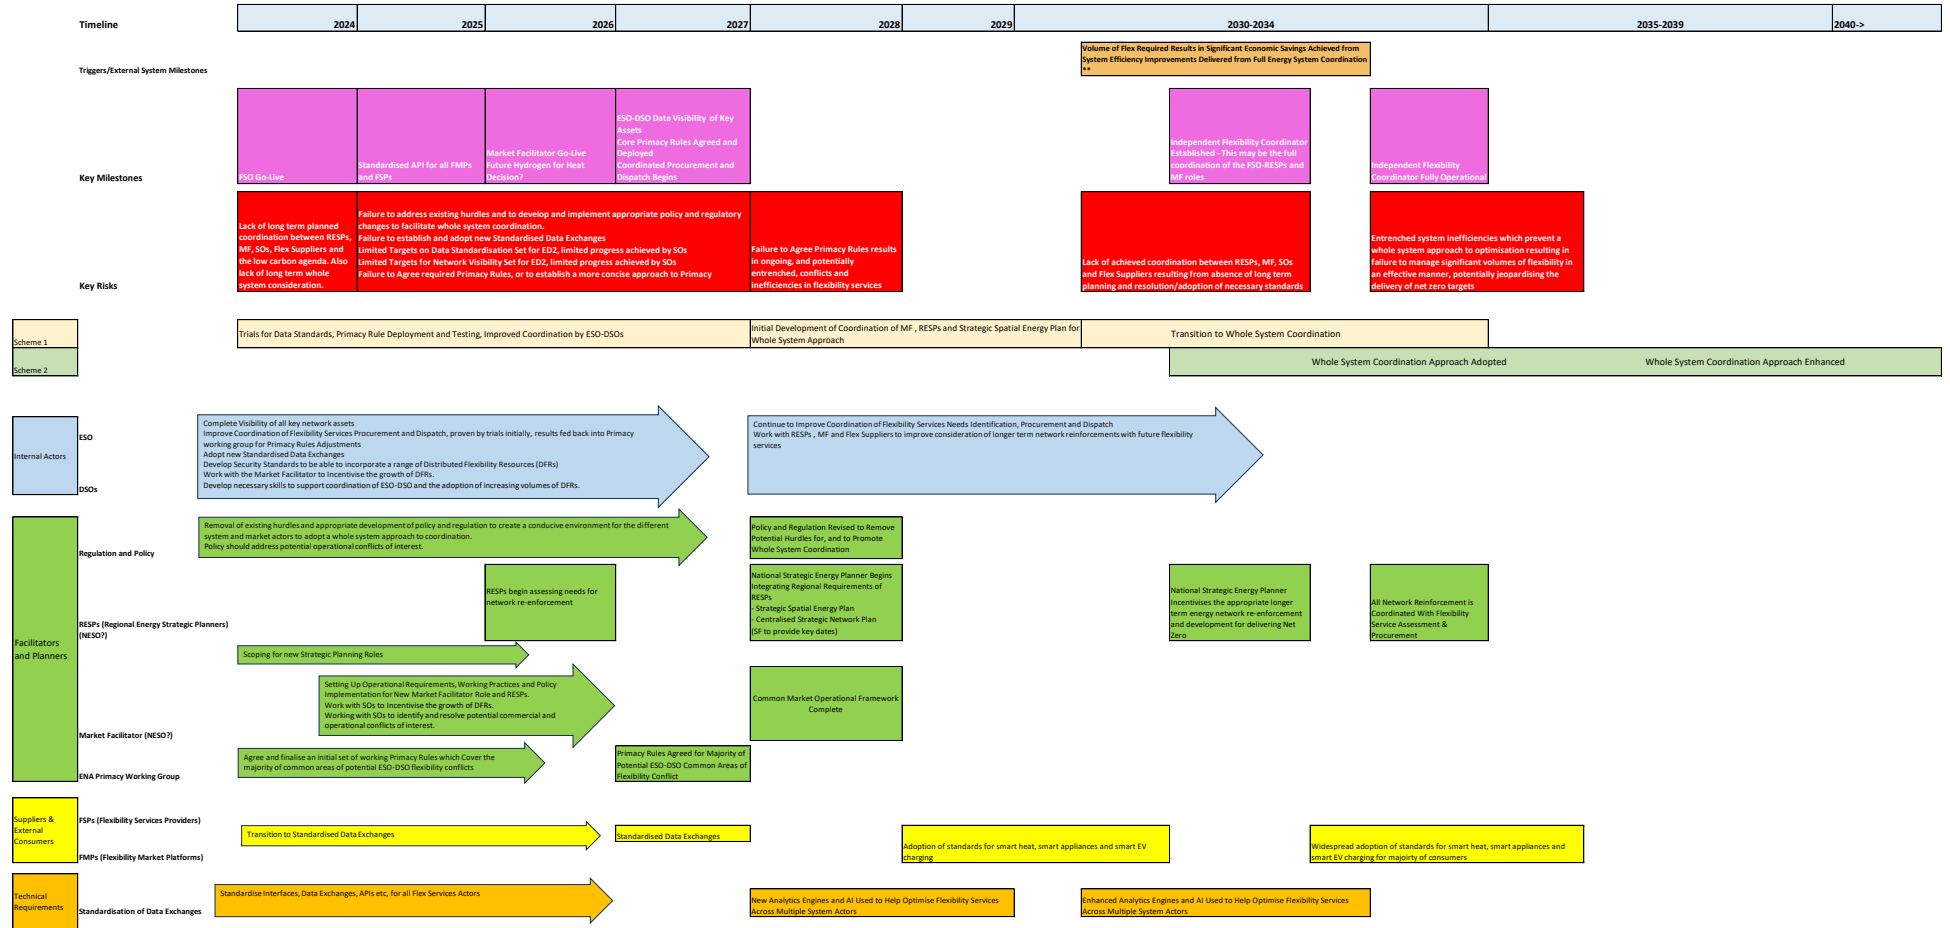 Timeline
2024
2025
2026
2027
2028
2029
2030-2034
2035-2039
2040->
Triggers/External System Milestones
Volume of Flex Required Results in Significant Economic Savings Achieved from
System Efficiency Improvements Delivered from Full Energy System Coordination
**
Key Milestones
FSO Go-Live
Standardised API for all FMPs
and FSPs
Market Facilitator Go-Live
Future Hydrogen for Heat
Decision?
ESO-DSO Data Visibility of Key
Assets
Core Primacy Rules Agreed and
Deployed
Coordinated Procurement and
Dispatch Begins
Independent Flexibility Coordinator
Established - This may be the full
coordination of the FSO-RESPs and
MF roles
Independent Flexibility
Coordinator Fully Operational
Key Risks
Lack of long term planned
coordination between RESPs,
MF, SOs, Flex Suppliers and
the low carbon agenda. Also
lack of long term whole
system consideration.
Failure to address existing hurdles and to develop and implement appropriate policy and regulatory
changes to facilitate whole system coordination.
Failure to establish and adopt new Standardised Data Exchanges
Limited Targets on Data Standardisation Set for ED2, limited progress achieved by SOs
Limited Targets for Network Visibility Set for ED2, limited progress achieved by SOs
Failure to Agree required Primacy Rules, or to establish a more concise approach to Primacy
Failure to Agree Primacy Rules results
in ongoing, and potentially
entrenched, conflicts and
inefficiencies in flexibility services
Lack of achieved coordination between RESPs, MF, SOs
and Flex Suppliers resulting from absence of long term
planning and resolution/adoption of necessary standards
Entrenched system inefficiencies which prevent a
whole system approach to optimisation resulting in
failure to manage significant volumes of flexibility in
an effective manner, potentially jeopardising the
delivery of net zero targets
Scheme 1
Trials for Data Standards, Primacy Rule Deployment and Testing, Improved Coordination by ESO-DSOs
Initial Development of Coordination of MF , RESPs and Strategic Spatial Energy Plan for
Whole System Approach
Transition to Whole System Coordination
Scheme 2
Whole System Coordination Approach Adopted
Whole System Coordination Approach Enhanced
Internal Actors
ESO
DSOs
Complete Visibility of all key network assets
Improve Coordination of Flexibility Services Procurement and Dispatch, proven by trials initially, results fed back into Primacy
working group for Primacy Rules Adjustments
Adopt new Standardised Data Exchanges
Develop Security Standards to be able to incorporate a range of Distributed Flexibility Resources (DFRs)
Work with the Market Facilitator to Incentivise the growth of DFRs.
Develop necessary skills to support coordination of ESO-DSO and the adoption of increasing volumes of DFRs.
Continue to Improve Coordination of Flexibility Services Needs Identification, Procurement and Dispatch
Work with RESPs , MF and Flex Suppliers to improve consideration of longer term network reinforcements with future flexibility
services
Facilitators
and Planners
Regulation and Policy
Removal of existing hurdles and appropriate development of policy and regulation to create a conducive environment for the different
system and market actors to adopt a whole system approach to coordination.
Policy should address potential operational conflicts of interest.
Policy and Regulation Revised to Remove
Potential Hurdles for, and to Promote
Whole System Coordination
RESPs (Regional Energy Strategic Planners)
(NESO?)
RESPs begin assessing needs for
network re-enforcement
National Strategic Energy Planner Begins
Integrating Regional Requirements of
RESPs
- Strategic Spatial Energy Plan
- Centralised Strategic Network Plan
(SF to provide key dates)
National Strategic Energy Planner
Incentivises the appropriate longer
term energy network re-enforcement
and development for delivering Net
Zero
All Network Reinforcement is
Coordinated With Flexibility
Service Assessment &
Procurement
Scoping for new Strategic Planning Roles
Market Facilitator (NESO?)
Setting Up Operational Requirements, Working Practices and Policy
Implementation for New Market Facilitator Role and RESPs.
Work with SOs to Incentivise the growth of DFRs.
Working with SOs to identify and resolve potential commercial and
operational conflicts of interest.
Common Market Operational Framework
Complete
ENA Primacy Working Group
Agree and finalise an initial set of working Primacy Rules which Cover the
majority of common areas of potential ESO-DSO flexibility conflicts
Primacy Rules Agreed for Majority of
Potential ESO-DSO Common Areas of
Flexibility Conflict
Suppliers &
External
Consumers
FSPs (Flexibility Services Providers)
FMPs (Flexibility Market Platforms)
Transition to Standardised Data Exchanges
Standardised Data Exchanges
Adoption of standards for smart heat, smart appliances and smart EV
charging
Widespread adoption of standards for smart heat, smart appliances and
smart EV charging for majoirty of consumers
Technical
Requirements
Standardisation of Data Exchanges
Standardise Interfaces, Data Exchanges, APIs etc, for all Flex Services Actors
New Analytics Engines and AI Used to Help Optimise Flexibility Services
Across Multiple System Actors
Enhanced Analytics Engines and AI Used to Help Optimise Flexibility Services
Across Multiple System Actors